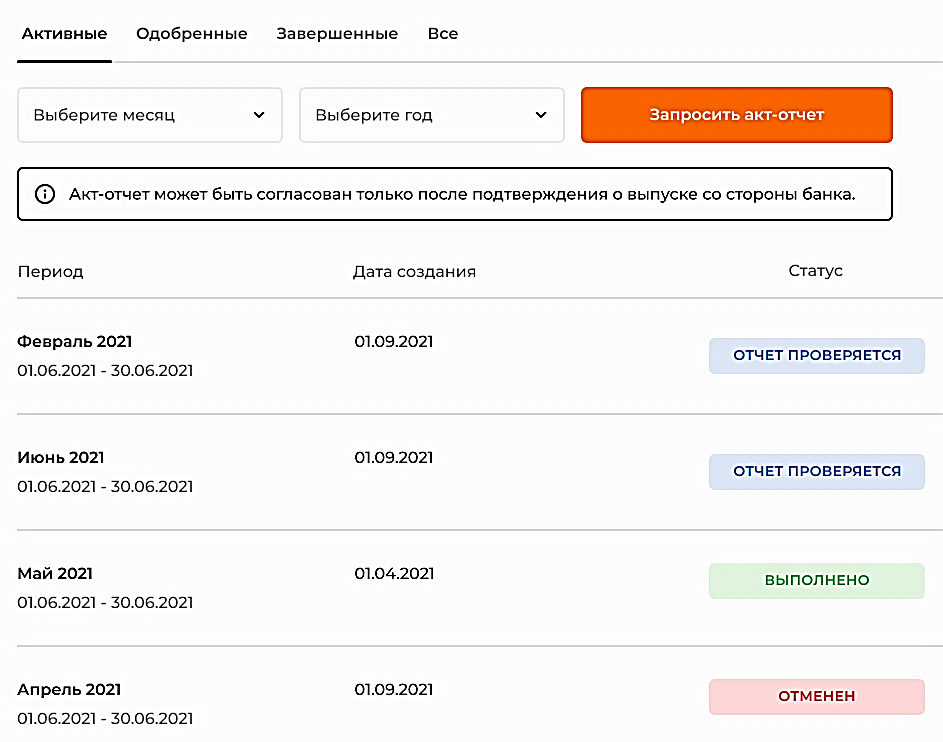 Активные Одобренные Завершенные Все
Выберите месяц Выберите год Запросить акт-отчет
Акт-отчет может быть согласован только после подтверждения о выпуске со стороны банка.
Период Дата создания Статус
Февраль 2021 01.09.2021 ОТЧЕТ ПРОВЕРЯЕТСЯ
01.06.2021 - 30.06.2021
Июнь 2021 01.09.2021 ОТЧЕТ ПРОВЕРЯЕТСЯ
01.06.2021 - 30.06.2021
Май 2021 01.04.2021 ВЫПОЛНЕНО
01.06.2021 - 30.06.2021
Апрель 2021 01.09.2021 ОТМЕНЕН
01.06.2021 - 30.06.2021